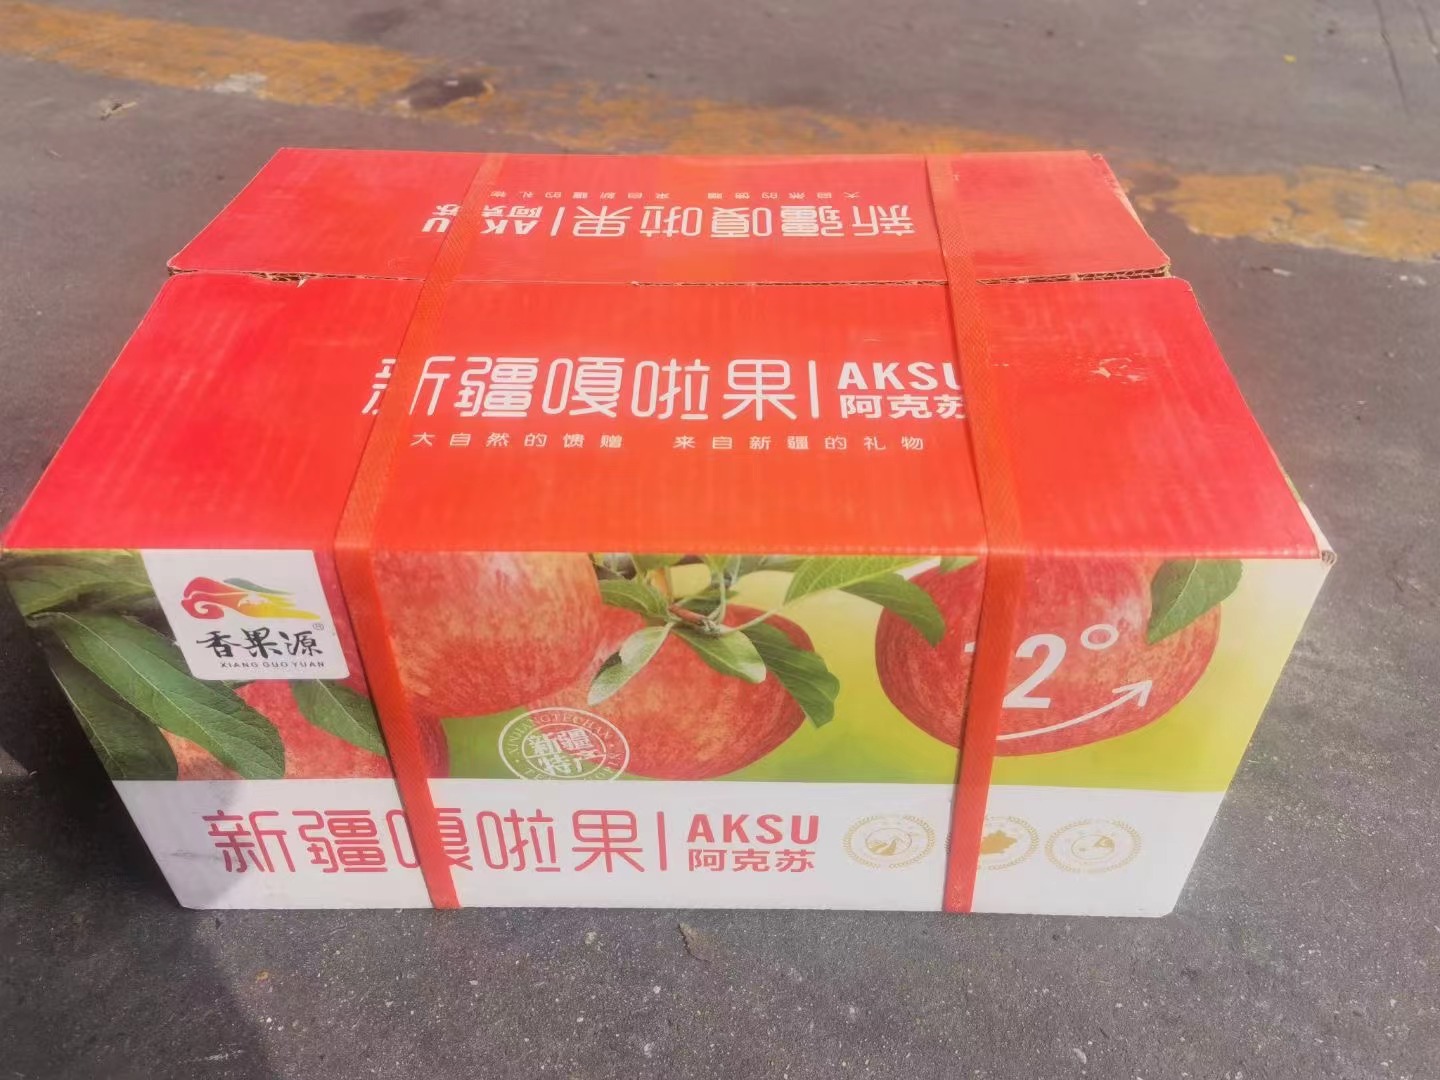 大自然的馈赠 来自新疆的礼物
新疆嘎啦果 AKSU
阿克苏
新疆嘎啦果 AKSU
阿克苏
大自然的馈赠 来自新疆的礼物
香果源®
XIANG GUO YUAN
12°
新疆
特产
新疆嘎啦果 AKSU
阿克苏